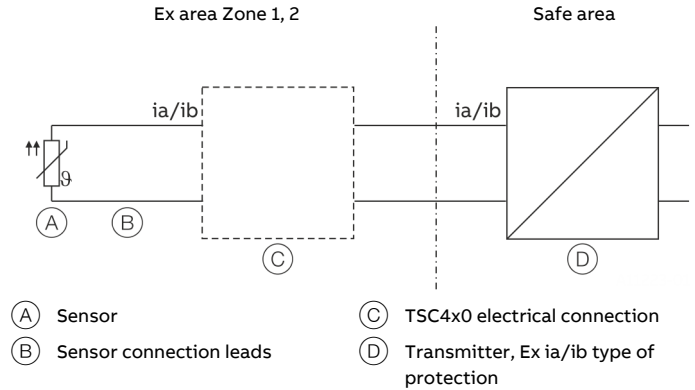 Ex area Zone 1, 2
Safe area
ia/ib
ia/ib
ϑ
A
B
C
D
A Sensor
B Sensor connection leads
C TSC4x0 electrical connection
D Transmitter, Ex ia/ib type of
protection